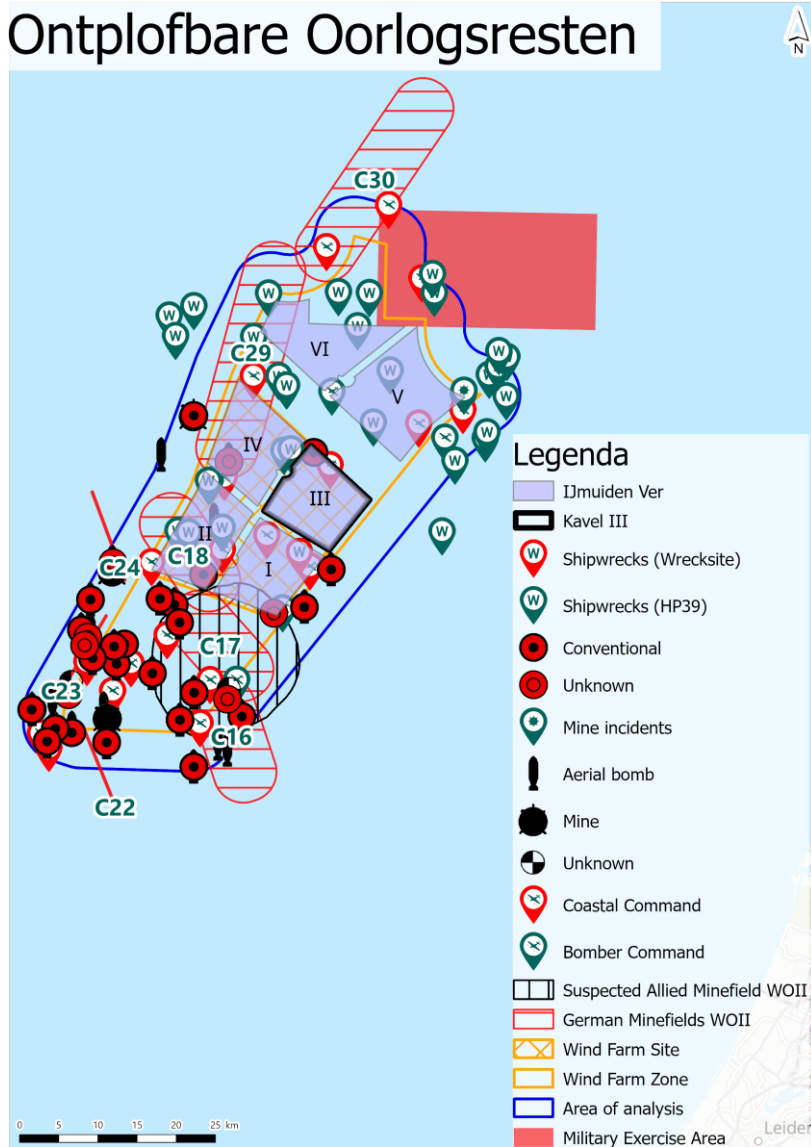 Ontplofbare Oorlogsresten
N
C30
VI
C29
V
IV
III
II
C18
I
C24
C17
C23
C16
C22
Legenda
IJmuiden Ver
Kavel III
W Shipwrecks (Wrecksite)
W Shipwrecks (HP39)
Conventional
Unknown
Mine incidents
Aerial bomb
Mine
Unknown
Coastal Command
Bomber Command
Suspected Allied Minefield WOII
German Minefields WOII
Wind Farm Site
Wind Farm Zone
Area of analysis
Military Exercise Area
0 5 10 15 20 25 km
Leiden